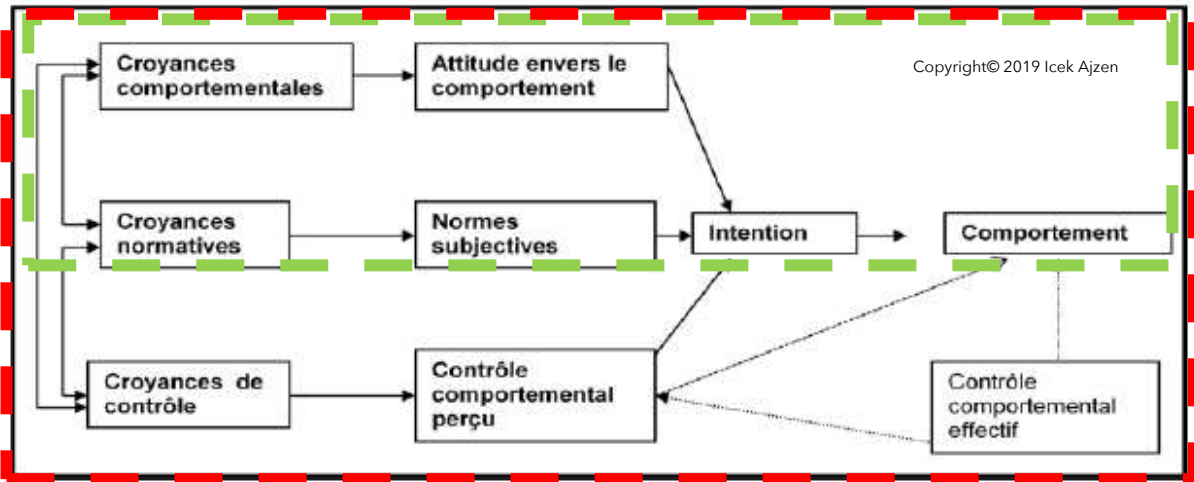 Croyances
comportementales
Attitude envers le
comportement
Copyright© 2019 Icek Ajzen
Croyances
normatives
Normes
subjectives
Intention
Comportement
Croyances de
contrôle
Contrôle
comportemental
perçu
Contrôle
comportemental
effectif